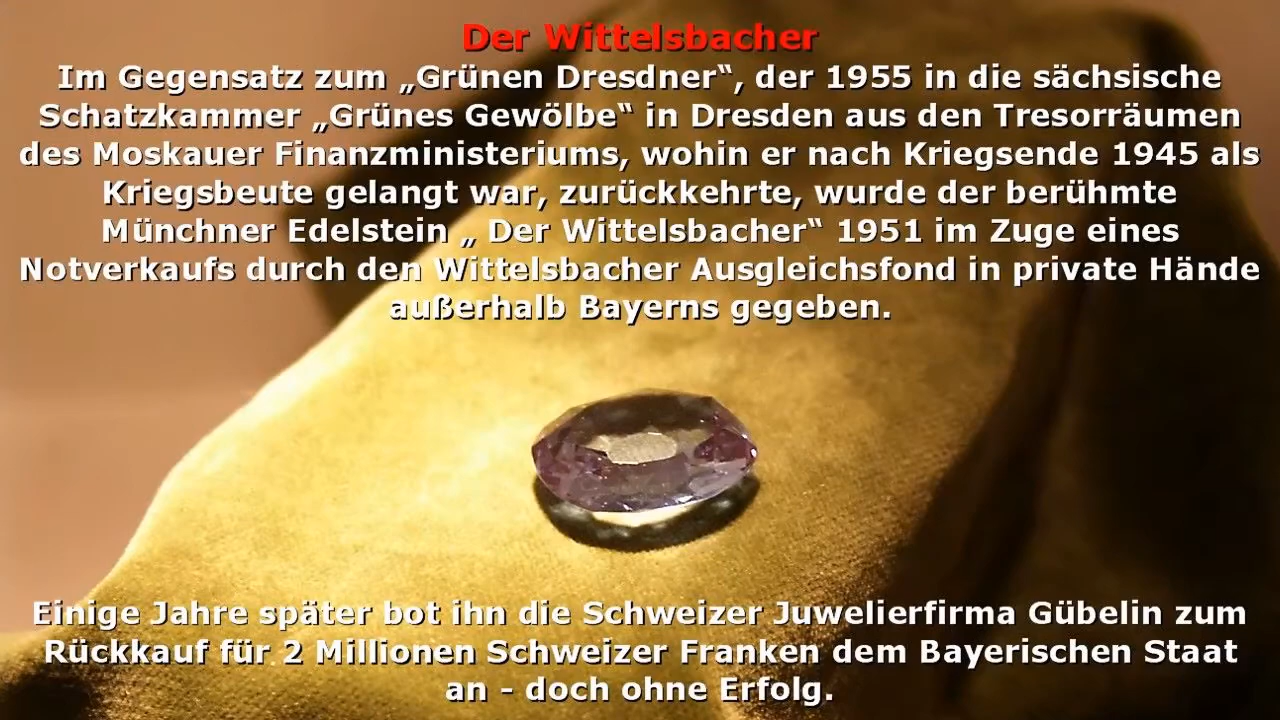 Der Wittelsbacher
Im Gegensatz zum „Grünen Dresdner“, der 1955 in die sächsische
Schatzkammer „Grünes Gewölbe“ in Dresden aus den Tresorräumen
des Moskauer Finanzministeriums, wohin er nach Kriegsende 1945 als
Kriegsbeute gelangt war, zurückkehrte, wurde der berühmte
Münchner Edelstein „ Der Wittelsbacher“ 1951 im Zuge eines
Notverkaufs durch den Wittelsbacher Ausgleichsfond in private Hände
außerhalb Bayerns gegeben.
Einige Jahre später bot ihn die Schweizer Juwelierfirma Gübelin zum
Rückkauf für 2 Millionen Schweizer Franken dem Bayerischen Staat
an - doch ohne Erfolg.